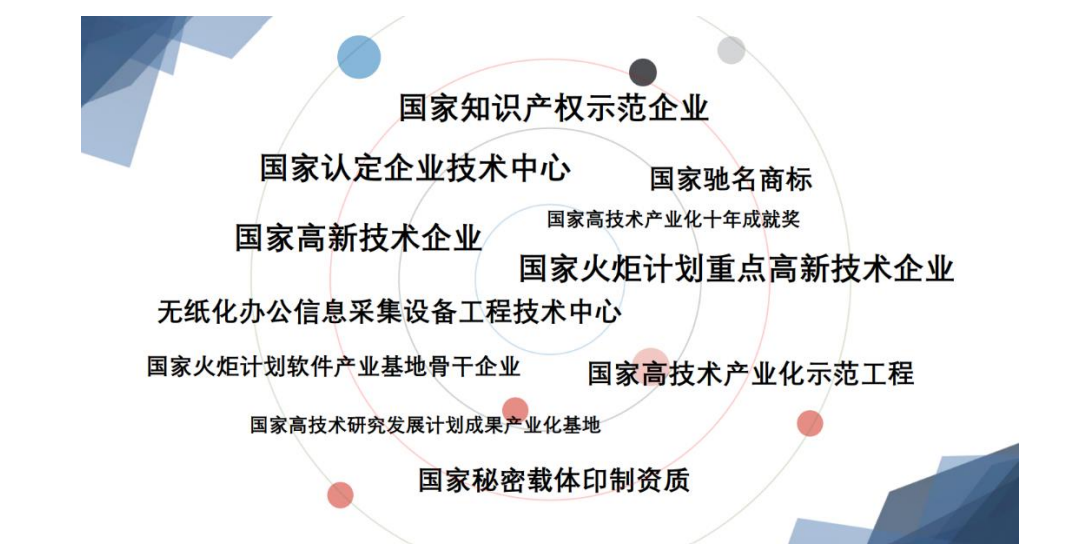 国家知识产权示范企业
国家认定企业技术中心
国家驰名商标
国家高技术产业化十年成就奖
国家高新技术企业
国家火炬计划重点高新技术企业
无纸化办公信息采集设备工程技术中心
国家火炬计划软件产业基地骨干企业
国家高技术产业化示范工程
国家高技术研究发展计划成果产业化基地
国家秘密载体印制资质